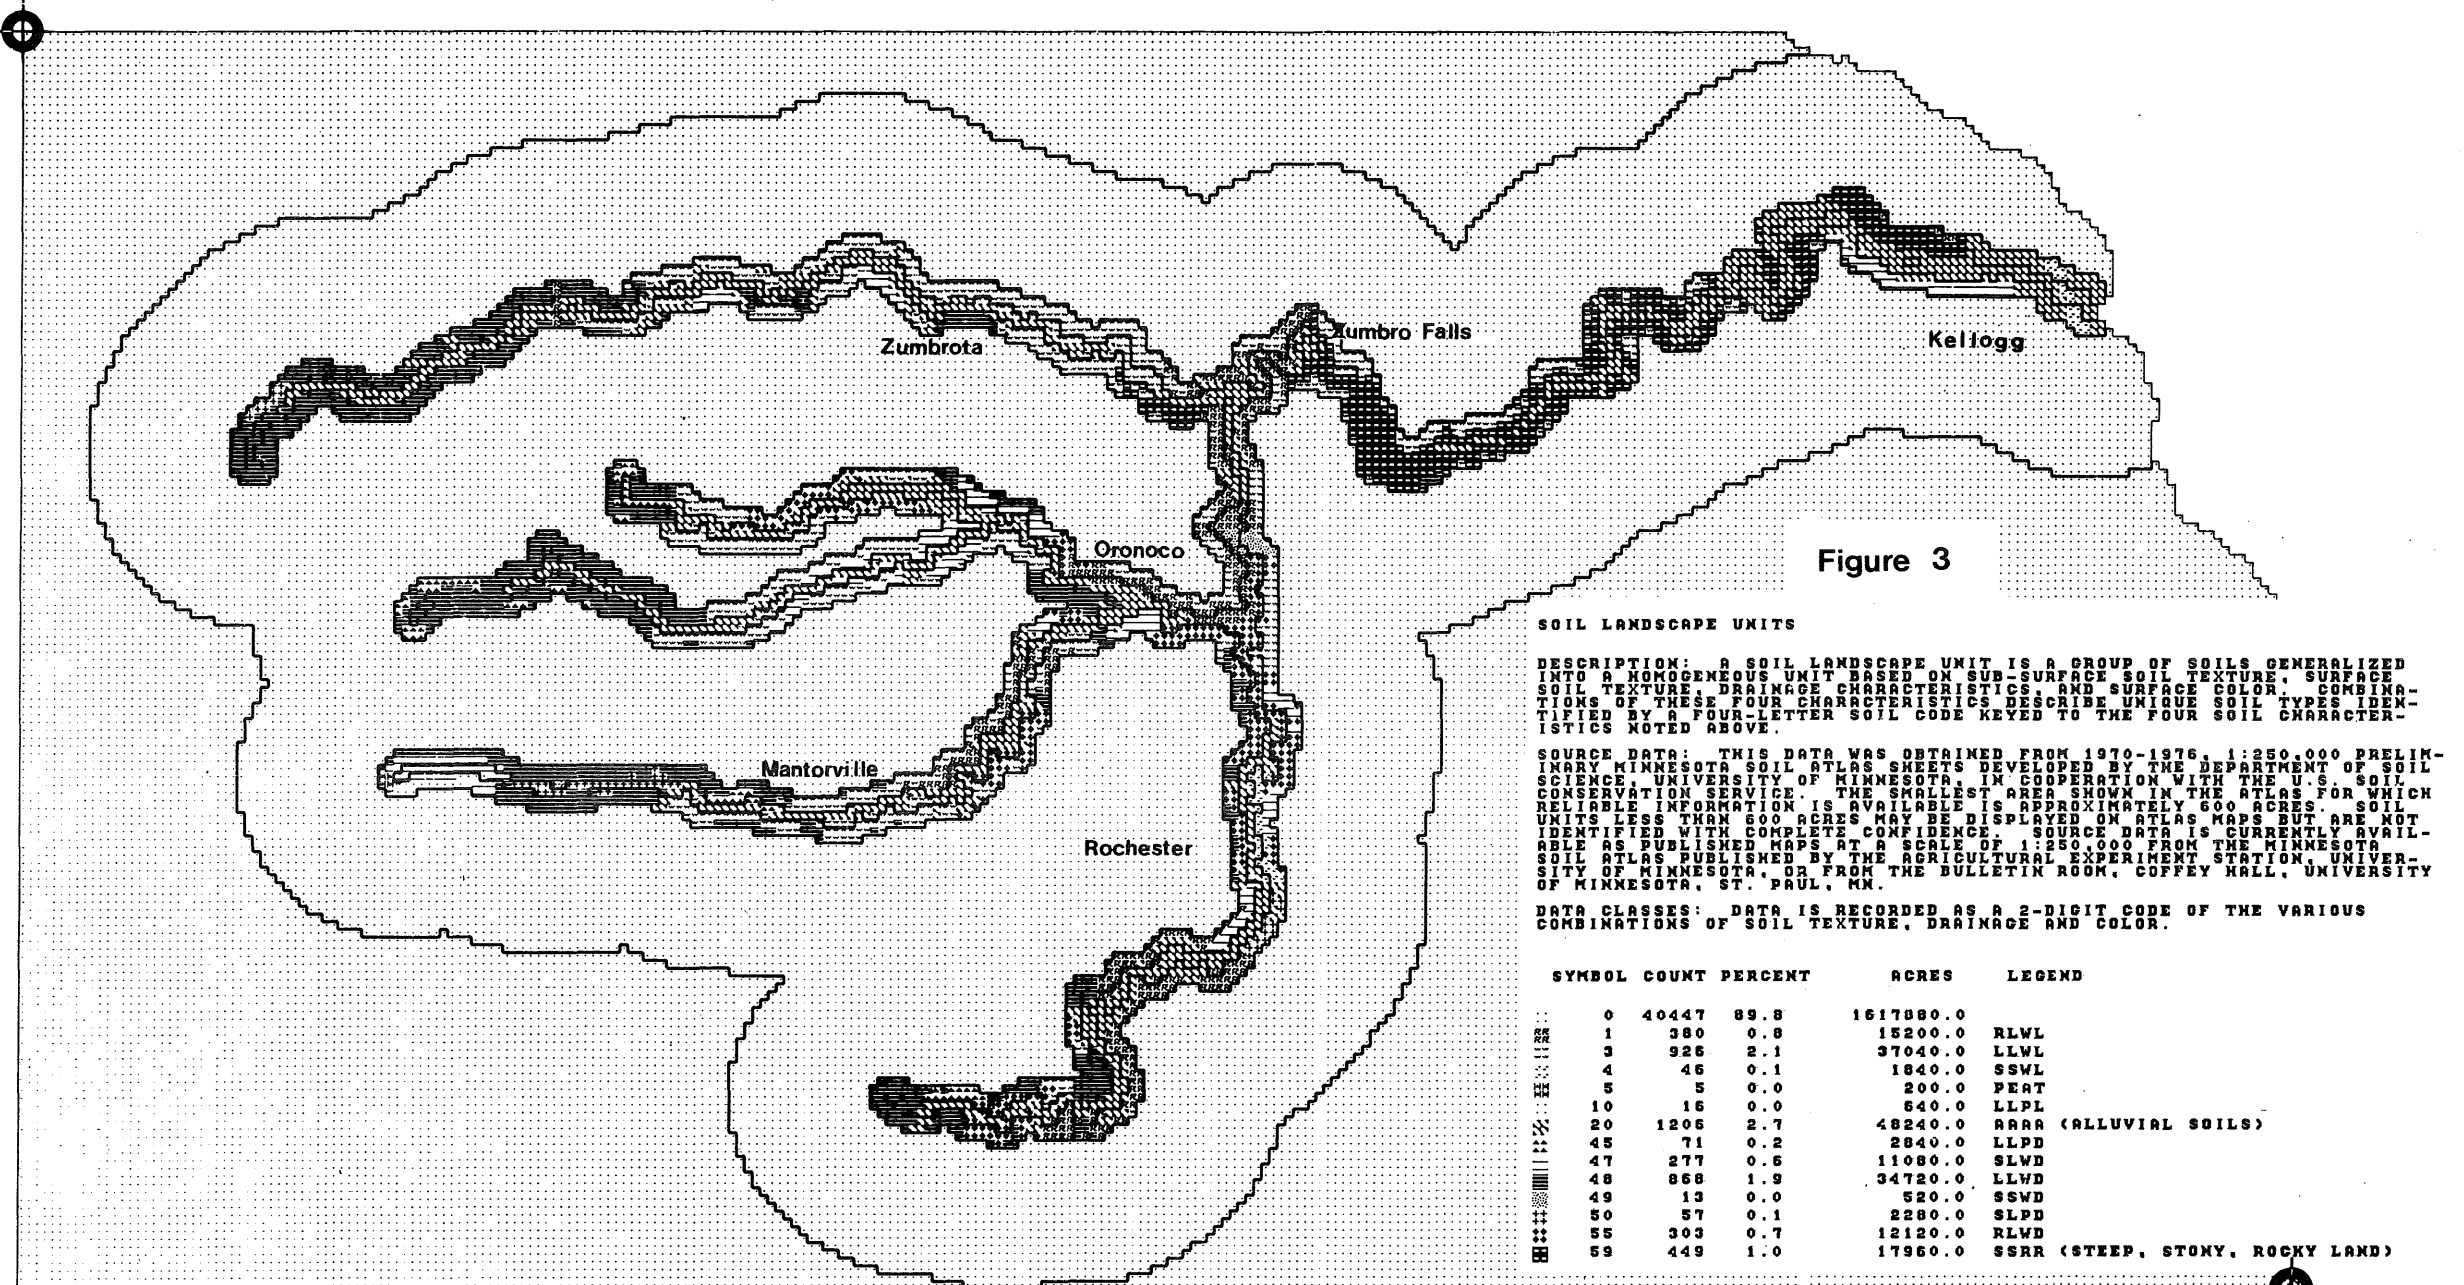 Zumbro Falls
Zumbrota
Kellogg
Oronoco
Mantorville
Rochester
Figure 3
SOIL LANDSCAPE UNITS
DESCRIPTION: A SOIL LANDSCAPE UNIT IS A GROUP OF SOILS GENERALIZED
INTO A HOMOGENEOUS UNIT BASED ON SUB-SURFACE SOIL TEXTURE, SURFACE
SOIL TEXTURE, DRAINAGE CHARACTERISTICS, AND SURFACE COLOR. COMBINA-
TIONS OF THESE FOUR CHARACTERISTICS DESCRIBE UNIQUE SOIL TYPES IDEN-
TIFIED BY A FOUR-LETTER SOIL CODE KEYED TO THE FOUR SOIL CHARACTER-
ISTICS NOTED ABOVE.
SOURCE DATA: THIS DATA WAS OBTAINED FROM 1970-1976, 1:250,000 PRELIM-
INARY MINNESOTA SOIL ATLAS SHEETS DEVELOPED BY THE DEPARTMENT OF SOIL
SCIENCE, UNIVERSITY OF MINNESOTA, IN COOPERATION WITH THE U.S. SOIL
CONSERVATION SERVICE. THE SMALLEST AREA SHOWN IN THE ATLAS FOR WHICH
RELIABLE INFORMATION IS AVAILABLE IS APPROXIMATELY 600 ACRES. SOIL
UNITS LESS THAN 600 ACRES MAY BE DISPLAYED ON ATLAS MAPS BUT ARE NOT
IDENTIFIED WITH COMPLETE CONFIDENCE. SOURCE DATA IS CURRENTLY AVAIL-
ABLE AS PUBLISHED MAPS AT A SCALE OF 1:250,000 FROM THE MINNESOTA
SOIL ATLAS PUBLISHED BY THE AGRICULTURAL EXPERIMENT STATION, UNIVER-
SITY OF MINNESOTA, OR FROM THE BULLETIN ROOM, COFFEY HALL, UNIVERSITY
OF MINNESOTA, ST. PAUL, MN.
DATA CLASSES: DATA IS RECORDED AS A 2-DIGIT CODE OF THE VARIOUS
COMBINATIONS OF SOIL TEXTURE, DRAINAGE AND COLOR.
SYMBOL COUNT PERCENT ACRES LEGEND
0 40447 89.8 1617880.0
1 380 0.8 15200.0 RLWL
3 926 2.1 37040.0 LLWL
4 46 0.1 1840.0 SSWL
5 5 0.0 200.0 PEAT
10 16 0.0 640.0 LLPL
20 1206 2.7 48240.0 AAAA (ALLUVIAL SOILS)
45 71 0.2 2840.0 LLPD
47 277 0.6 11080.0 SLWD
48 868 1.9 34720.0 LLWD
49 13 0.0 520.0 SSWD
50 57 0.1 2280.0 SLPD
55 303 0.7 12120.0 RLWD
59 449 1.0 17960.0 SSRR (STEEP, STONY, ROCKY LAND)